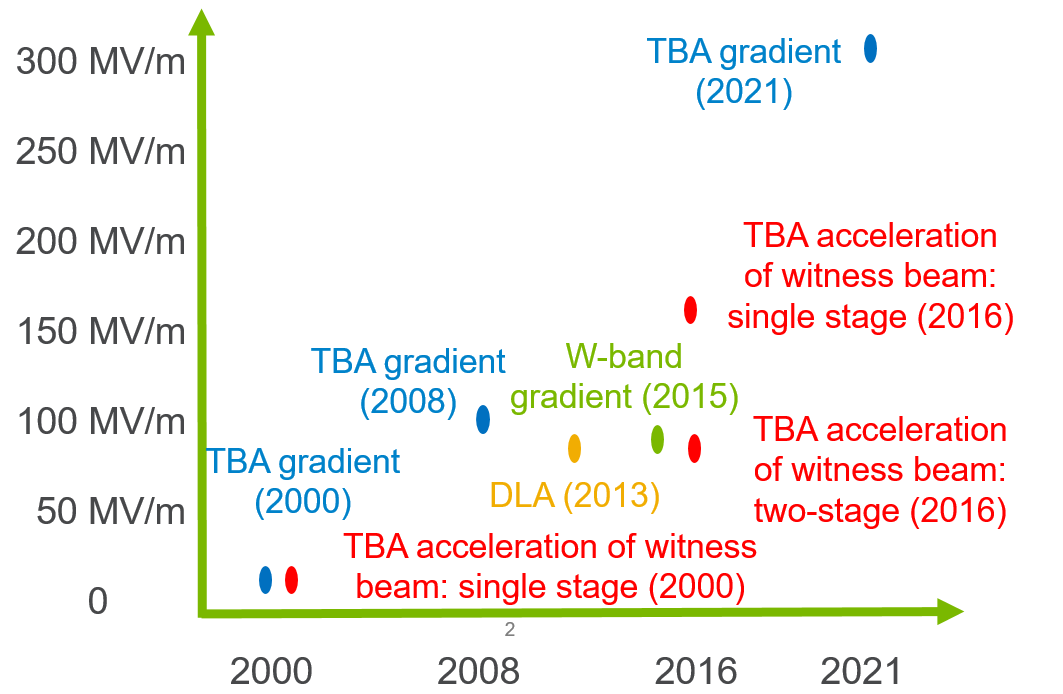 300 MV/m
TBA gradient
(2021)
250 MV/m
200 MV/m
TBA acceleration
of witness beam:
single stage (2016)
150 MV/m
TBA gradient
(2008)
W-band
gradient (2015)
100 MV/m
TBA acceleration
of witness beam:
two-stage (2016)
TBA gradient
(2000)
DLA (2013)
50 MV/m
TBA acceleration of witness
beam: single stage (2000)
0
2
2000 2008 2016 2021